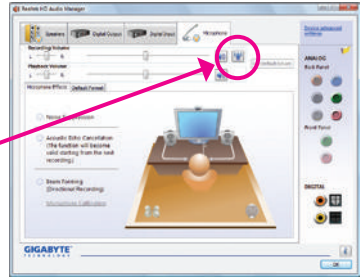 Realtek HD Audio Manager
Speakers
Digital Output
Digital Input
Microphone
Device advanced
settings
Recording Volume
L
R
Playback Volume
L
R
Microphone Effects
Default Format
Noise Suppression
Acoustic Echo Cancellation
(The function will become
valid starting from the next
recording)
Beam Forming
(Directional Recording)
Microphone Calibration
ANALOG
Back Panel
Front Panel
DIGITAL
GIGABYTE
TECHNOLOGY
OK